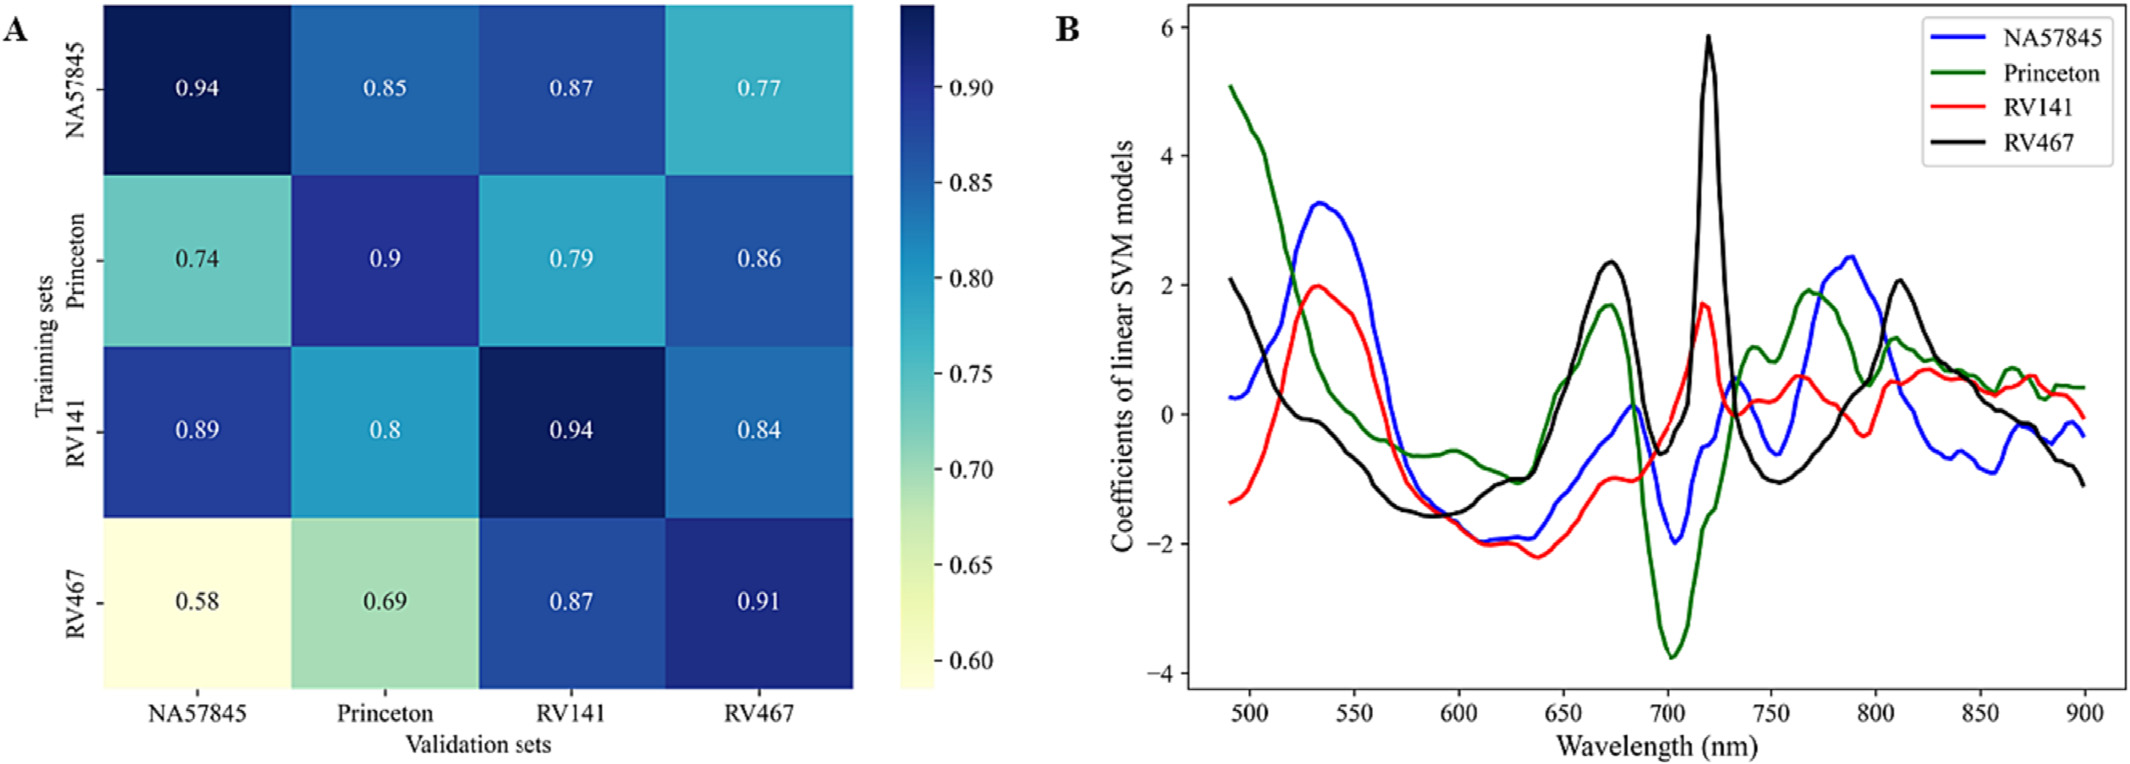 A
NA57845
Princeton
RV141
RV467
Trainning sets
0.94 0.85 0.87 0.77
0.74 0.9 0.79 0.86
0.89 0.8 0.94 0.84
0.58 0.69 0.87 0.91
NA57845 Princeton RV141 RV467
Validation sets
0.90
0.85
0.80
0.75
0.70
0.65
0.60
B
Coefficients of linear SVM models
6
4
2
0
−2
−4
NA57845
Princeton
RV141
RV467
500 550 600 650 700 750 800 850 900
Wavelength (nm)